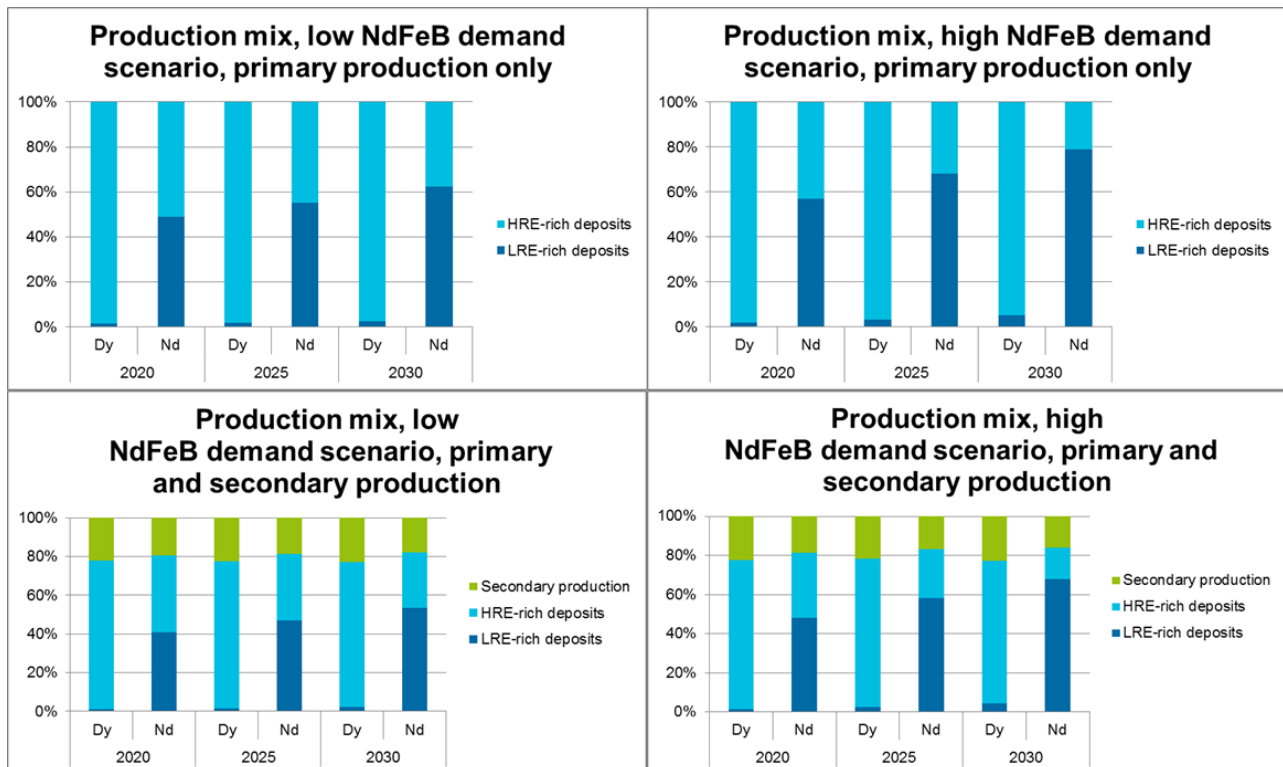 Production mix, low NdFeB demand
scenario, primary production only
100%
80%
60%
40%
20%
0%
Dy Nd Dy Nd Dy Nd
2020 2025 2030
HRE-rich deposits
LRE-rich deposits
Production mix, high NdFeB demand
scenario, primary production only
100%
80%
60%
40%
20%
0%
Dy Nd Dy Nd Dy Nd
2020 2025 2030
HRE-rich deposits
LRE-rich deposits
Production mix, low
NdFeB demand scenario, primary
and secondary production
100%
80%
60%
40%
20%
0%
Dy Nd Dy Nd Dy Nd
2020 2025 2030
Secondary production
HRE-rich deposits
LRE-rich deposits
Production mix, high
NdFeB demand scenario, primary and
secondary production
100%
80%
60%
40%
20%
0%
Dy Nd Dy Nd Dy Nd
2020 2025 2030
Secondary production
HRE-rich deposits
LRE-rich deposits